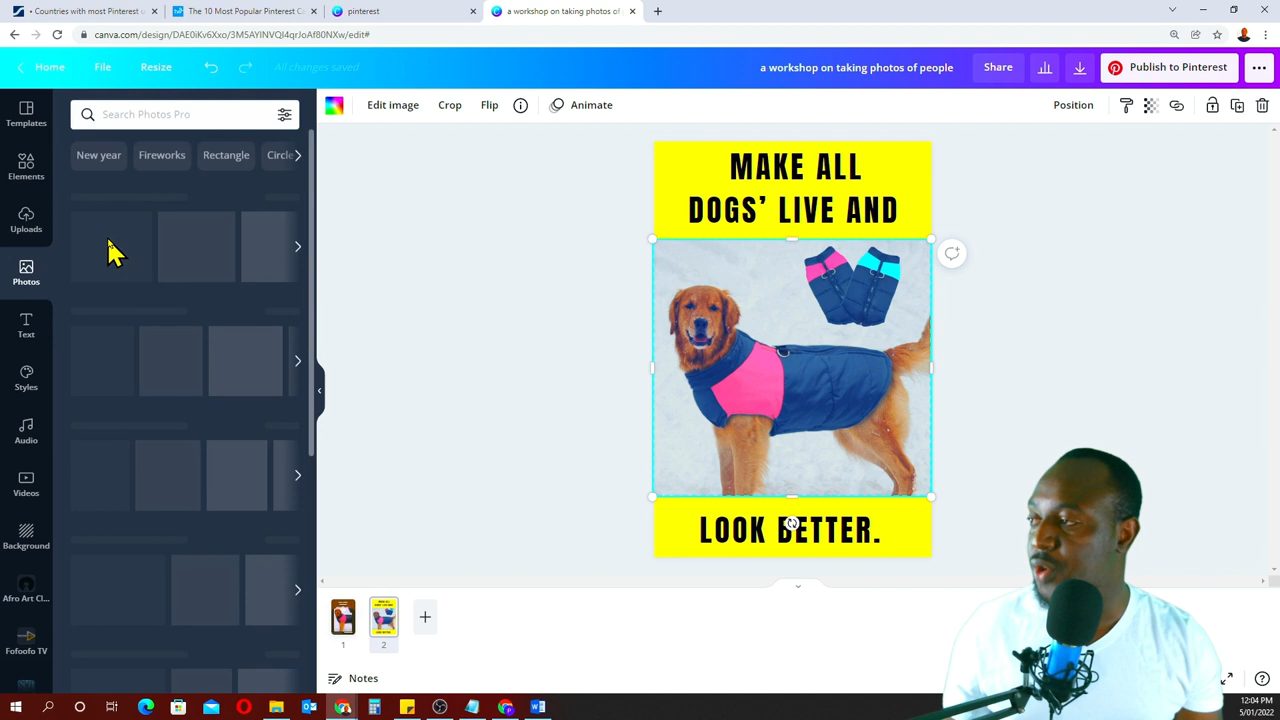 • Countries with most Pinterest u
The 10 Most Popular Pinterest Ca
pinterest
a workshop on taking photos of
canva.com/design/DAE0iKv6Xxo/3M5AYINVQI4qrJoAf80NXw/edit#
Home
File
Resize
All changes saved
a workshop on taking photos of people
Share
Publish to Pinterest
Templates
Search Photos Pro
Edit image
Crop
Flip
Animate
Position
New year
Fireworks
Rectangle
Circle
Elements
Uploads
Photos
Text
Styles
Audio
Videos
Background
Afro Art Cl...
Fofoofo TV
MAKE ALL
DOGS’ LIVE AND
LOOK BETTER.
1
2
Notes
12:04 PM
5/01/2022